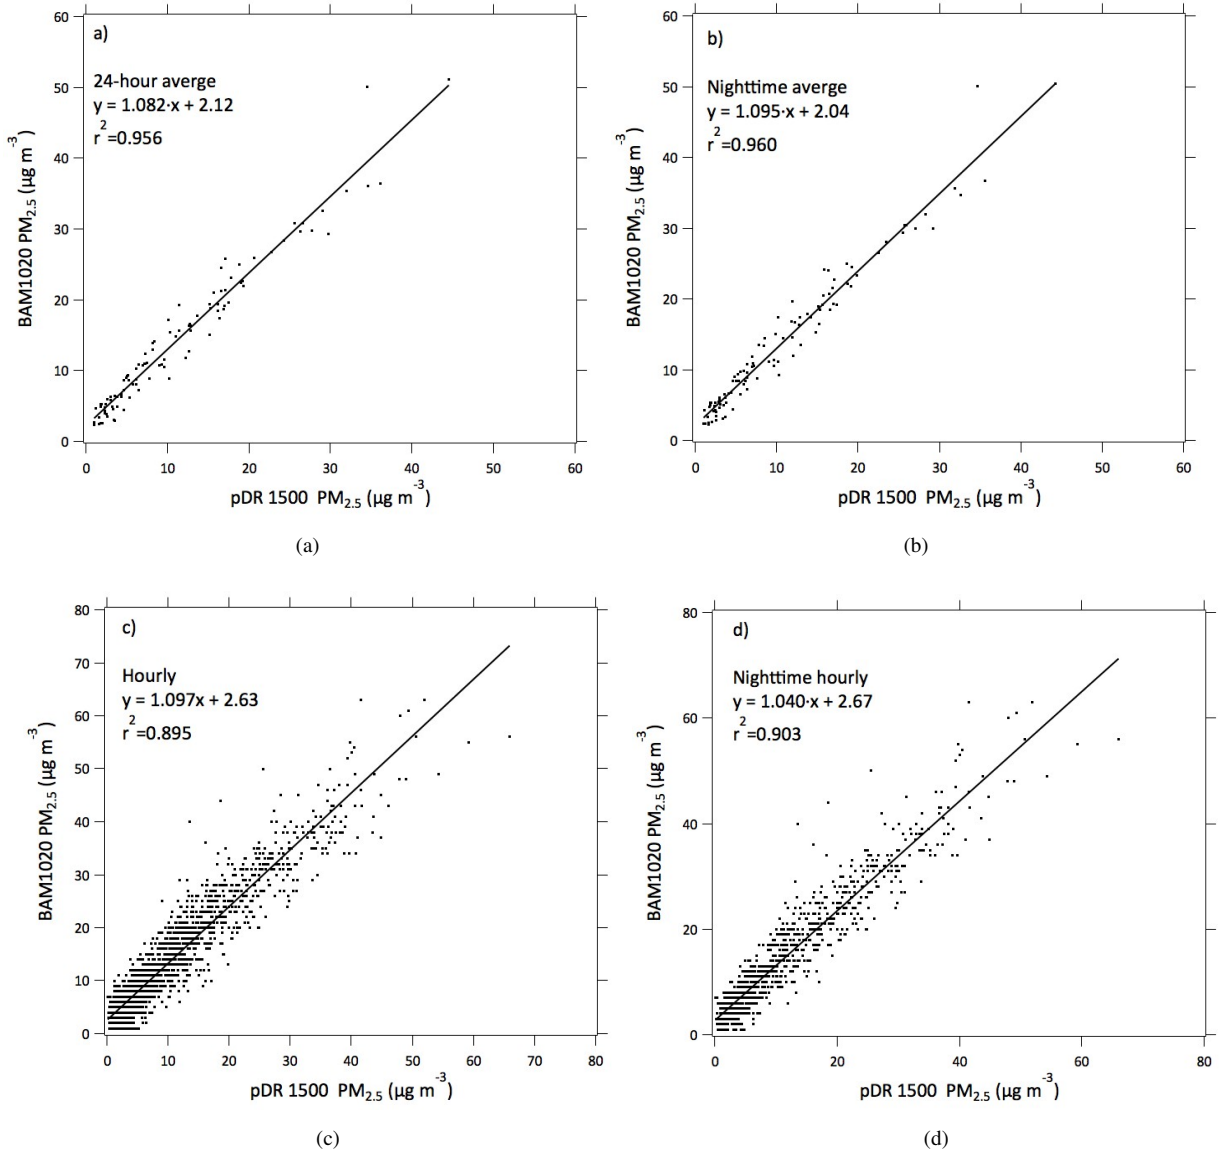 a)
24-hour averge
y = 1.082·x + 2.12
r²=0.956
60
50
40
30
20
10
0
BAM1020 PM₂.₅ (µg m⁻³)
0 10 20 30 40 50 60
pDR 1500 PM₂.₅ (µg m⁻³)
(a)
b)
Nighttime averge
y = 1.095·x + 2.04
r²=0.960
60
50
40
30
20
10
0
BAM1020 PM₂.₅ (µg m⁻³)
0 10 20 30 40 50 60
pDR 1500 PM₂.₅ (µg m⁻³)
(b)
c)
Hourly
y = 1.097x + 2.63
r²=0.895
80
70
60
50
40
30
20
10
0
BAM1020 PM₂.₅ (µg m⁻³)
0 10 20 30 40 50 60 70 80
pDR 1500 PM₂.₅ (µg m⁻³)
(c)
d)
Nighttime hourly
y = 1.040·x + 2.67
r²=0.903
80
60
40
20
0
BAM1020 PM₂.₅ (µg m⁻³)
0 20 40 60 80
pDR 1500 PM₂.₅ (µg m⁻³)
(d)